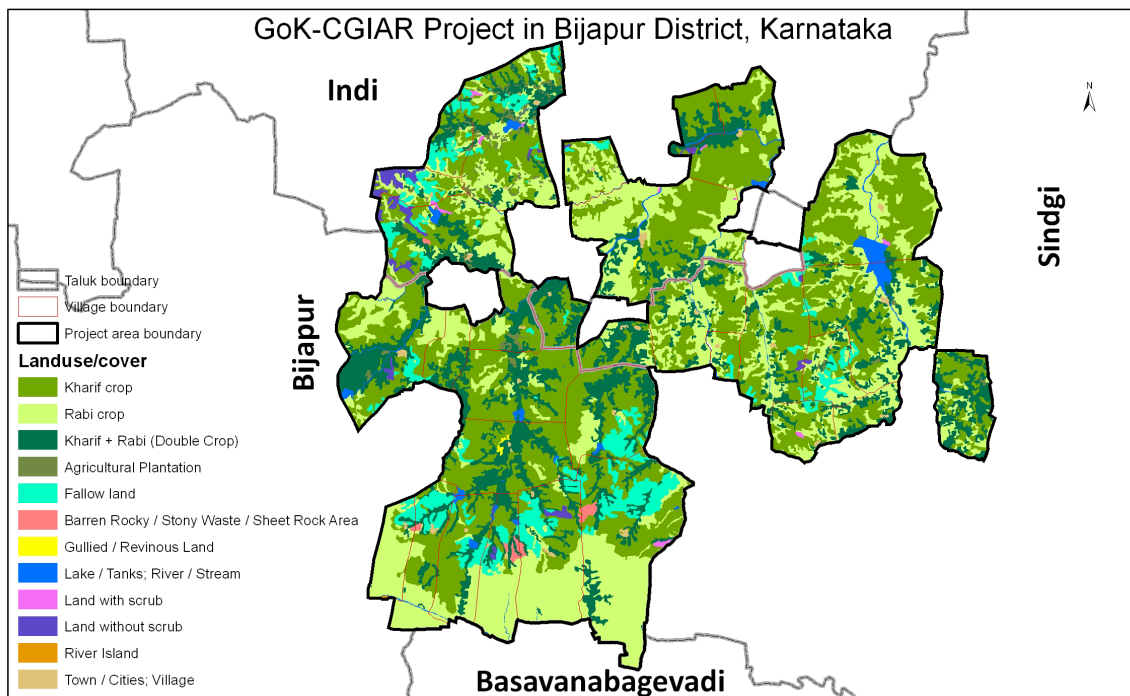 GoK-CGIAR Project in Bijapur District, Karnataka
Indi
N
Sindgi
Bijapur
Taluk boundary
Village boundary
Project area boundary
Landuse/cover
Kharif crop
Rabi crop
Kharif + Rabi (Double Crop)
Agricultural Plantation
Fallow land
Barren Rocky / Stony Waste / Sheet Rock Area
Gullied / Revinous Land
Lake / Tanks; River / Stream
Land with scrub
Land without scrub
River Island
Town / Cities; Village
Basavanabagevadi